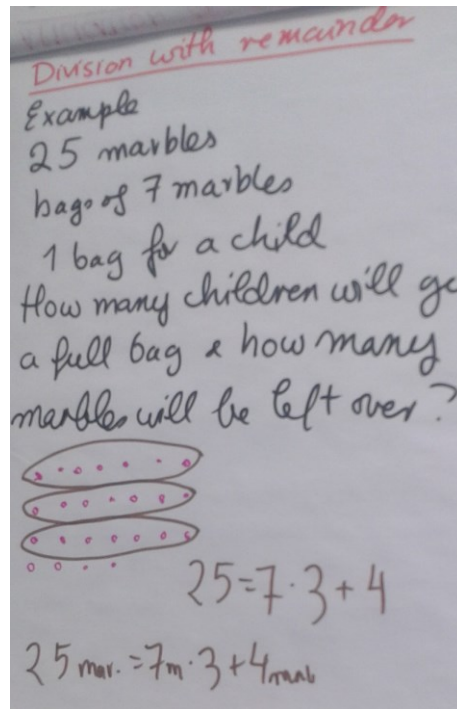 Division with remainder
Example
25 marbles
bags of 7 marbles
1 bag for a child
How many children will ge
a full bag & how many
marbles will be left over?
25=7·3+4
25 mar.=7m·3+4marb